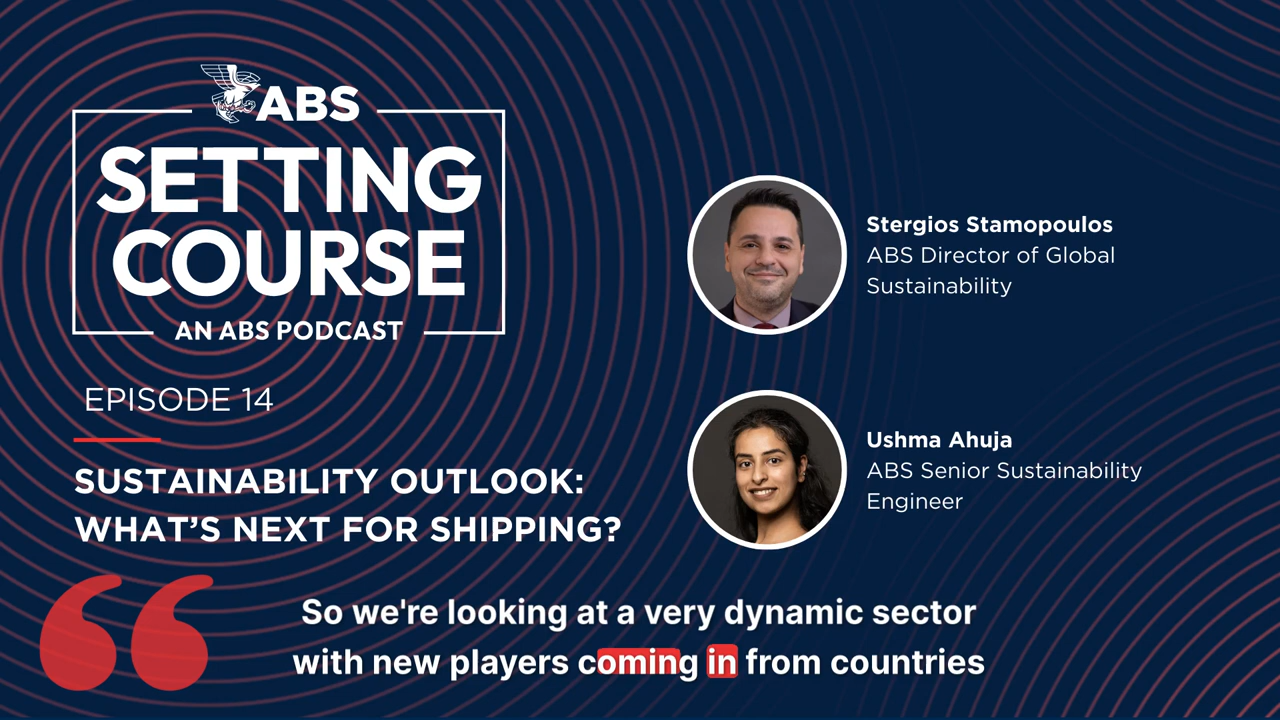 ABS
SETTING
COURSE
AN ABS PODCAST
EPISODE 14
SUSTAINABILITY OUTLOOK:
WHAT'S NEXT FOR SHIPPING?
Stergios Stamopoulos
ABS Director of Global
Sustainability
Ushma Ahuja
ABS Senior Sustainability
Engineer
So we're looking at a very dynamic sector
with new players coming in from countries